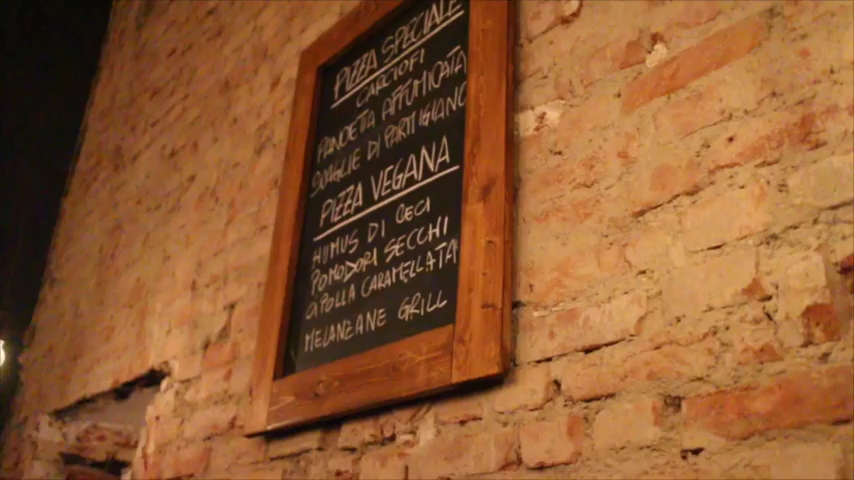 PIZZA SPECIALE
CARCIOFI
PANCETTA AFFUMICATA
SCAGLIE DI PARMIGIANO
PIZZA VEGANA
HUMUS DI CECI
POMODORI SECCHI
CIPOLLA CARAMELLATA
MELANZANE GRILL